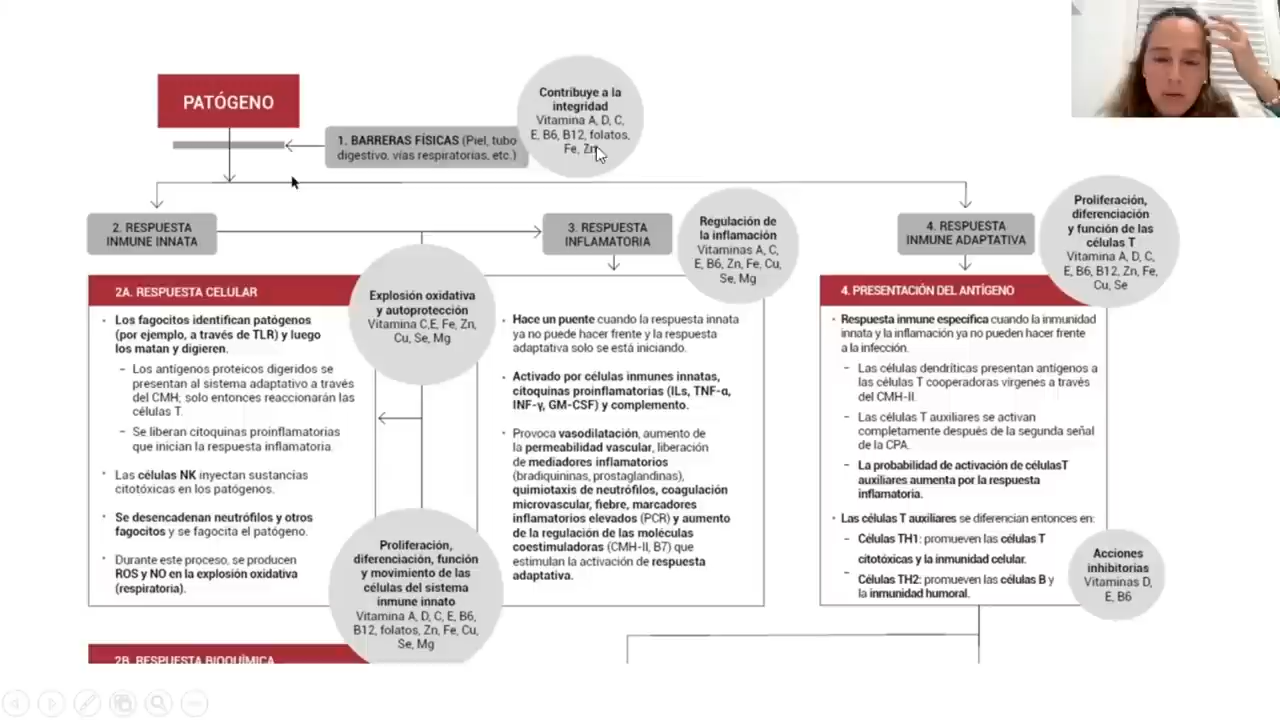 PATÓGENO
Contribuye a la
integridad
Vitamina A, D, C,
E, B6, B12, folatos,
Fe, Zn
1. BARRERAS FÍSICAS (Piel, tubo
digestivo, vías respiratorias, etc.)
2. RESPUESTA
INMUNE INNATA
3. RESPUESTA
INFLAMATORIA
Regulación de
la inflamación
Vitaminas A, C,
E, B6, Zn, Fe, Cu,
Se, Mg
4. RESPUESTA
INMUNE ADAPTATIVA
Proliferación,
diferenciación
y función de las
células T
Vitamina A, D, C,
E, B6, B12, Zn, Fe,
Cu, Se
2A. RESPUESTA CELULAR
• Los fagocitos identifican patógenos
(por ejemplo, a través de TLR) y luego
los matan y digieren.
– Los antígenos proteicos digeridos se
presentan al sistema adaptativo a través
del CMH; solo entonces reaccionarán las
células T.
– Se liberan citoquinas proinflamatorias
que inician la respuesta inflamatoria.
• Las células NK inyectan sustancias
citotóxicas en los patógenos.
• Se desencadenan neutrófilos y otros
fagocitos y se fagocita el patógeno.
• Durante este proceso, se producen
ROS y NO en la explosión oxidativa
(respiratoria).
Explosión oxidativa
y autoprotección
Vitamina C,E, Fe, Zn,
Cu, Se, Mg
Proliferación,
diferenciación, función
y movimiento de las
células del sistema
inmune innato
Vitamina A, D, C, E, B6,
B12, folatos, Zn, Fe, Cu,
Se, Mg
• Hace un puente cuando la respuesta innata
ya no puede hacer frente y la respuesta
adaptativa solo se está iniciando.
• Activado por células inmunes innatas,
citoquinas proinflamatorias (ILs, TNF-α,
INF-γ, GM-CSF) y complemento.
• Provoca vasodilatación, aumento de
la permeabilidad vascular, liberación
de mediadores inflamatorios
(bradiquininas, prostaglandinas),
quimiotaxis de neutrófilos, coagulación
microvascular, fiebre, marcadores
inflamatorios elevados (PCR) y aumento
de la regulación de las moléculas
coestimuladoras (CMH-II, B7) que
estimulan la activación de respuesta
adaptativa.
4. PRESENTACIÓN DEL ANTÍGENO
• Respuesta inmune específica cuando la inmunidad
innata y la inflamación ya no pueden hacer frente
a la infección.
– Las células dendríticas presentan antígenos a
las células T cooperadoras vírgenes a través
del CMH-II.
– Las células T auxiliares se activan
completamente después de la segunda señal
de la CPA.
– La probabilidad de activación de célulasT
auxiliares aumenta por la respuesta
inflamatoria.
• Las células T auxiliares se diferencian entonces en:
– Células TH1: promueven las células T
citotóxicas y la inmunidad celular.
– Células TH2: promueven las células B y
la inmunidad humoral.
Acciones
inhibitorias
Vitaminas D,
E, B6
2B. RESPUESTA BIOQUÍMICA